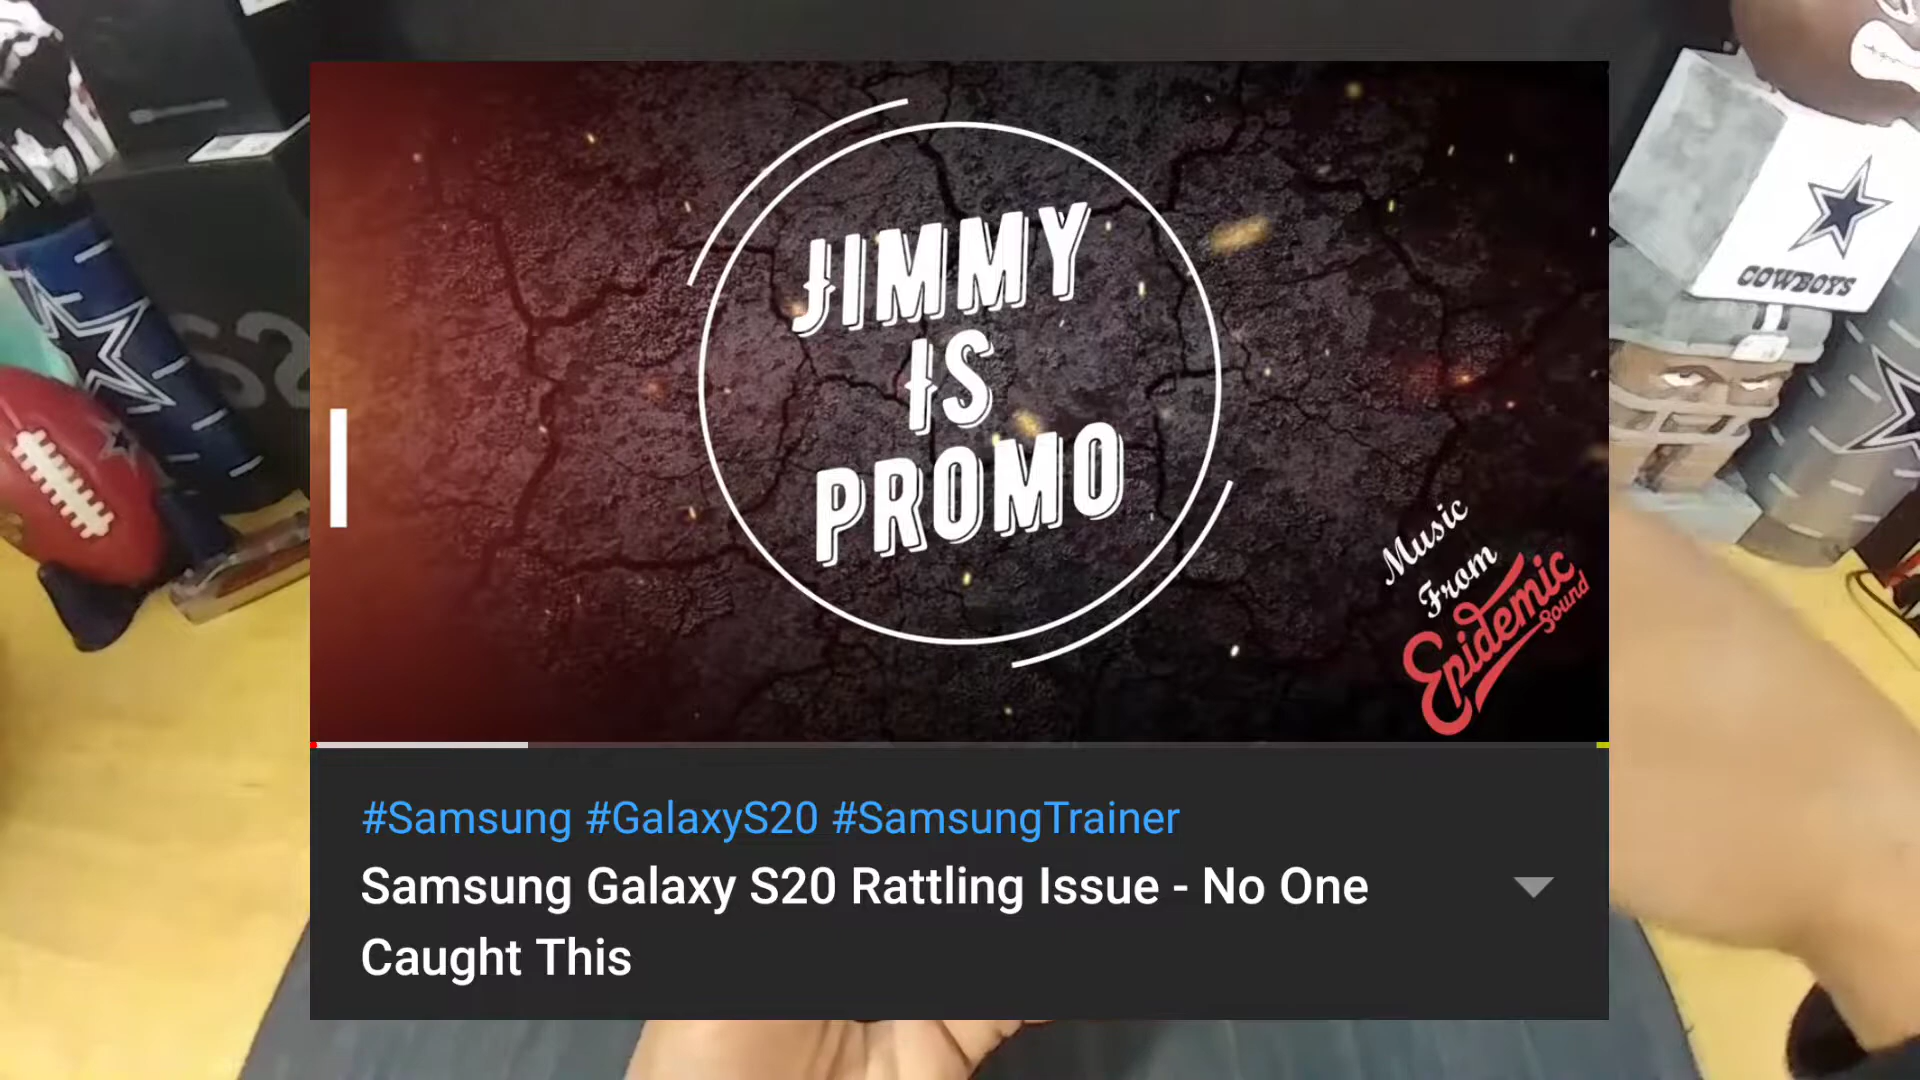 JIMMY
IS
PROMO
Music
From
Epidemic
Sound
COWBOYS
#Samsung #GalaxyS20 #SamsungTrainer
Samsung Galaxy S20 Rattling Issue - No One
Caught This